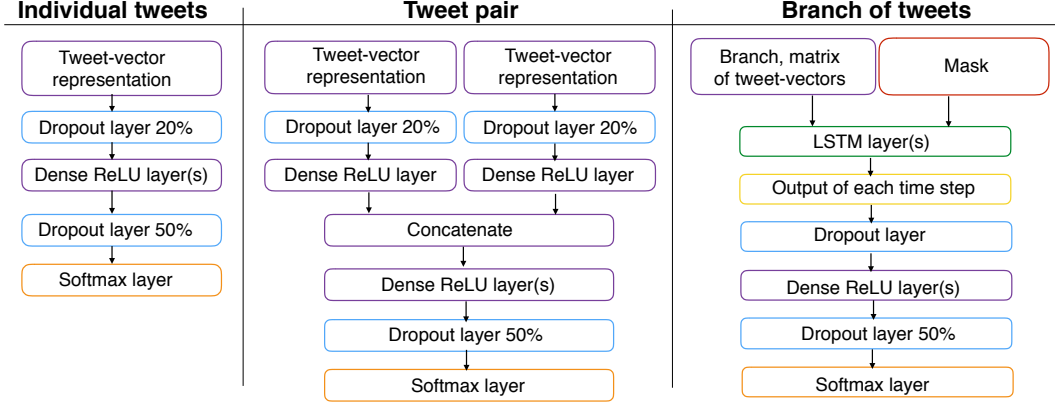 Individual tweets
Tweet-vector
representation
Dropout layer 20%
Dense ReLU layer(s)
Dropout layer 50%
Softmax layer
Tweet pair
Tweet-vector
representation
Tweet-vector
representation
Dropout layer 20%
Dropout layer 20%
Dense ReLU layer
Dense ReLU layer
Concatenate
Dense ReLU layer(s)
Dropout layer 50%
Softmax layer
Branch of tweets
Branch, matrix
of tweet-vectors
Mask
LSTM layer(s)
Output of each time step
Dropout layer
Dense ReLU layer(s)
Dropout layer 50%
Softmax layer